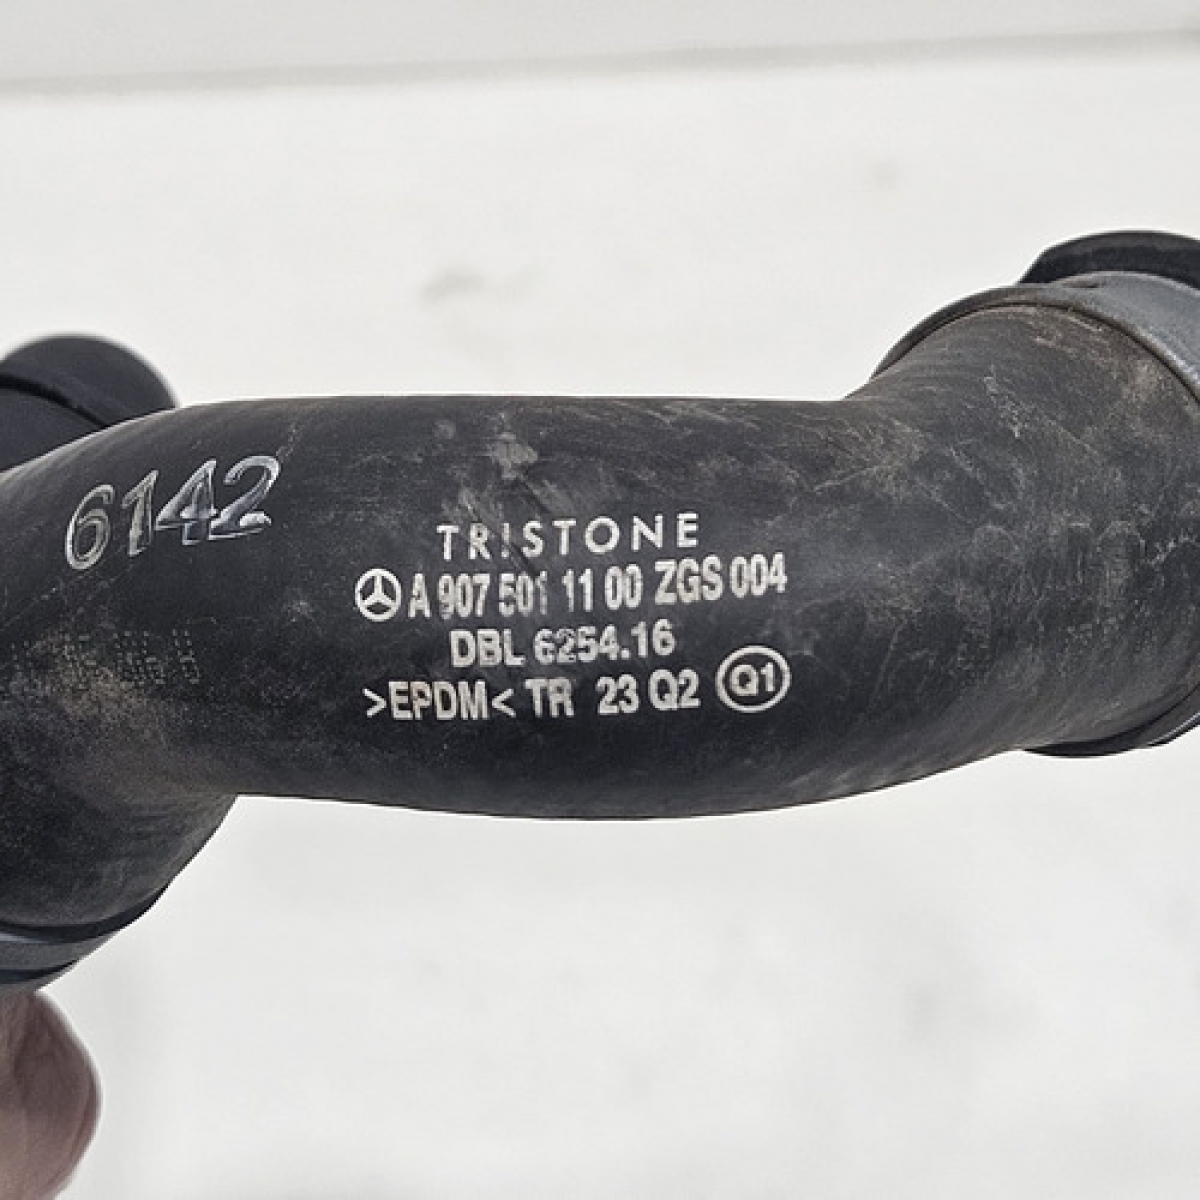 6142
TRISTONE
A 907 501 11 00 ZGS 004
DBL 6254.16
>EPDM< TR 23 Q2 Q1